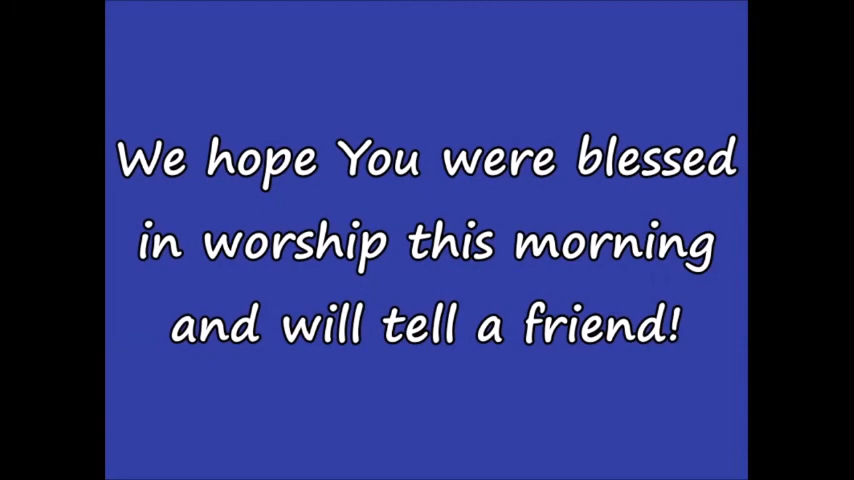 We hope You were blessed
in worship this morning
and will tell a friend!